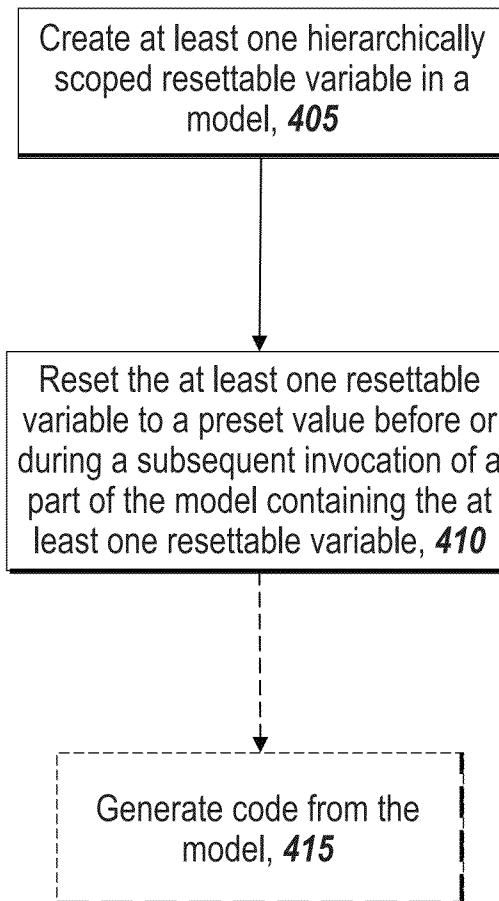 Create at least one hierarchically
scoped resettable variable in a
model, 405
Reset the at least one resettable
variable to a preset value before or
during a subsequent invocation of a
part of the model containing the at
least one resettable variable, 410
Generate code from the
model, 415